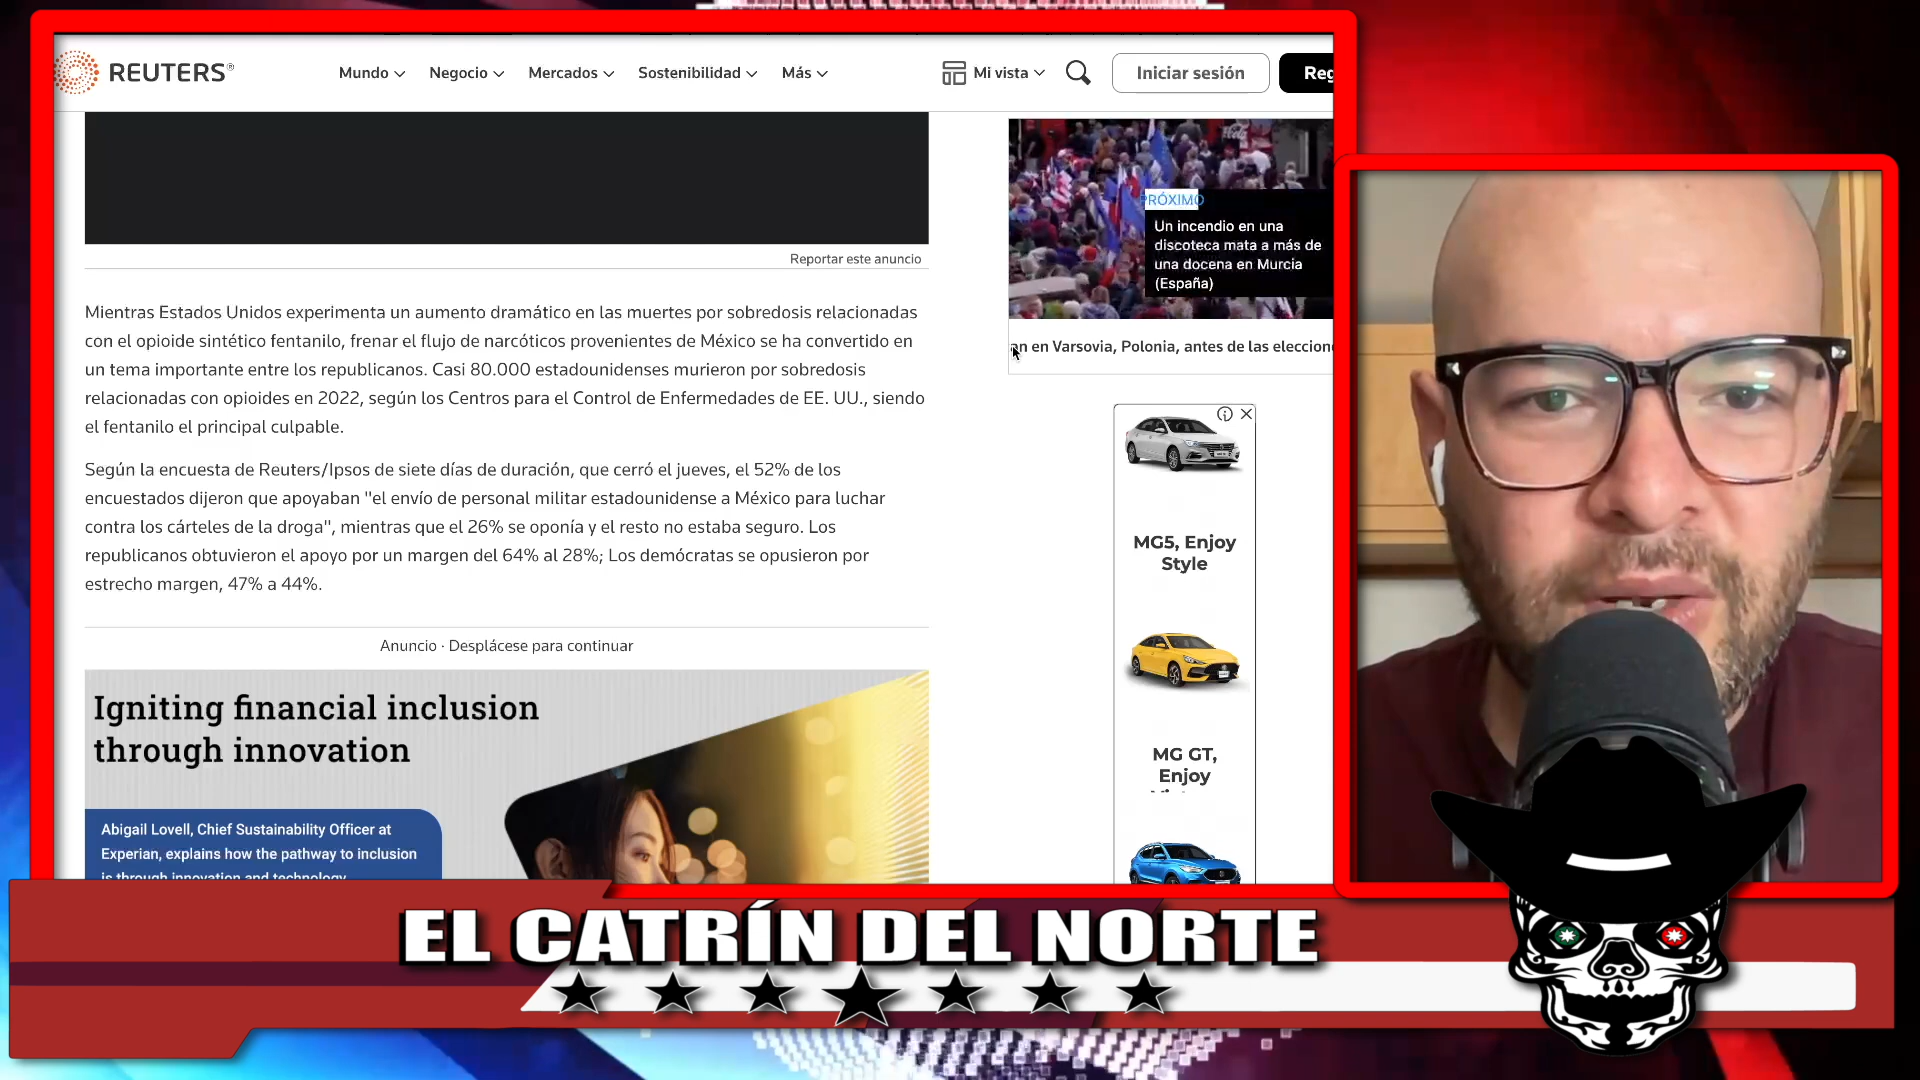 REUTERS®
Mundo
Negocio
Mercados
Sostenibilidad
Más
Mi vista
Iniciar sesión
Reg
PRÓXIMO
Un incendio en una
discoteca mata a más de
una docena en Murcia
(España)
Reportar este anuncio
Mientras Estados Unidos experimenta un aumento dramático en las muertes por sobredosis relacionadas
con el opioide sintético fentanilo, frenar el flujo de narcóticos provenientes de México se ha convertido en
un tema importante entre los republicanos. Casi 80.000 estadounidenses murieron por sobredosis
relacionadas con opioides en 2022, según los Centros para el Control de Enfermedades de EE. UU., siendo
el fentanilo el principal culpable.
an en Varsovia, Polonia, antes de las eleccion
Según la encuesta de Reuters/Ipsos de siete días de duración, que cerró el jueves, el 52% de los
encuestados dijeron que apoyaban "el envío de personal militar estadounidense a México para luchar
contra los cárteles de la droga", mientras que el 26% se oponía y el resto no estaba seguro. Los
republicanos obtuvieron el apoyo por un margen del 64% al 28%; Los demócratas se opusieron por
estrecho margen, 47% a 44%.
MG5, Enjoy
Style
MG GT,
Enjoy
Anuncio · Desplácese para continuar
Igniting financial inclusion
through innovation
Abigail Lovell, Chief Sustainability Officer at
Experian, explains how the pathway to inclusion
is through innovation and technology
EL CATRÍN DEL NORTE